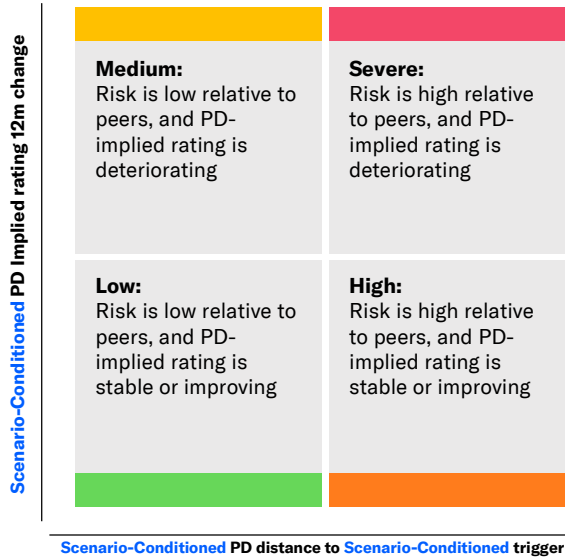 Scenario-Conditioned PD Implied rating 12m change
Medium:
Risk is low relative to
peers, and PD-
implied rating is
deteriorating
Severe:
Risk is high relative
to peers, and PD-
implied rating is
deteriorating
Low:
Risk is low relative to
peers, and PD-
implied rating is
stable or improving
High:
Risk is high relative
to peers, and PD-
implied rating is
stable or improving
Scenario-Conditioned PD distance to Scenario-Conditioned trigger